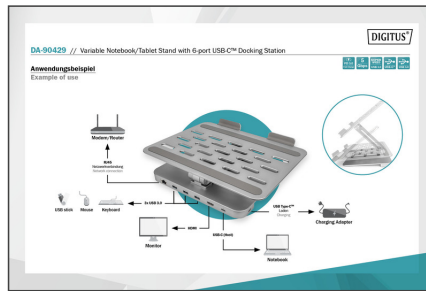 DIGITUS®
DA-90429 // Variable Notebook/Tablet Stand with 6-port USB-C™ Docking Station
Anwendungsbeispiel
Example of use
Modem/Router
RJ45
Netzwerkverbindung
Network connection
USB stick
Mouse
Keyboard
3x USB 3.0
HDMI
Monitor
USB-C (Host)
Notebook
USB Type-C™
Laden
Charging
Charging Adapter